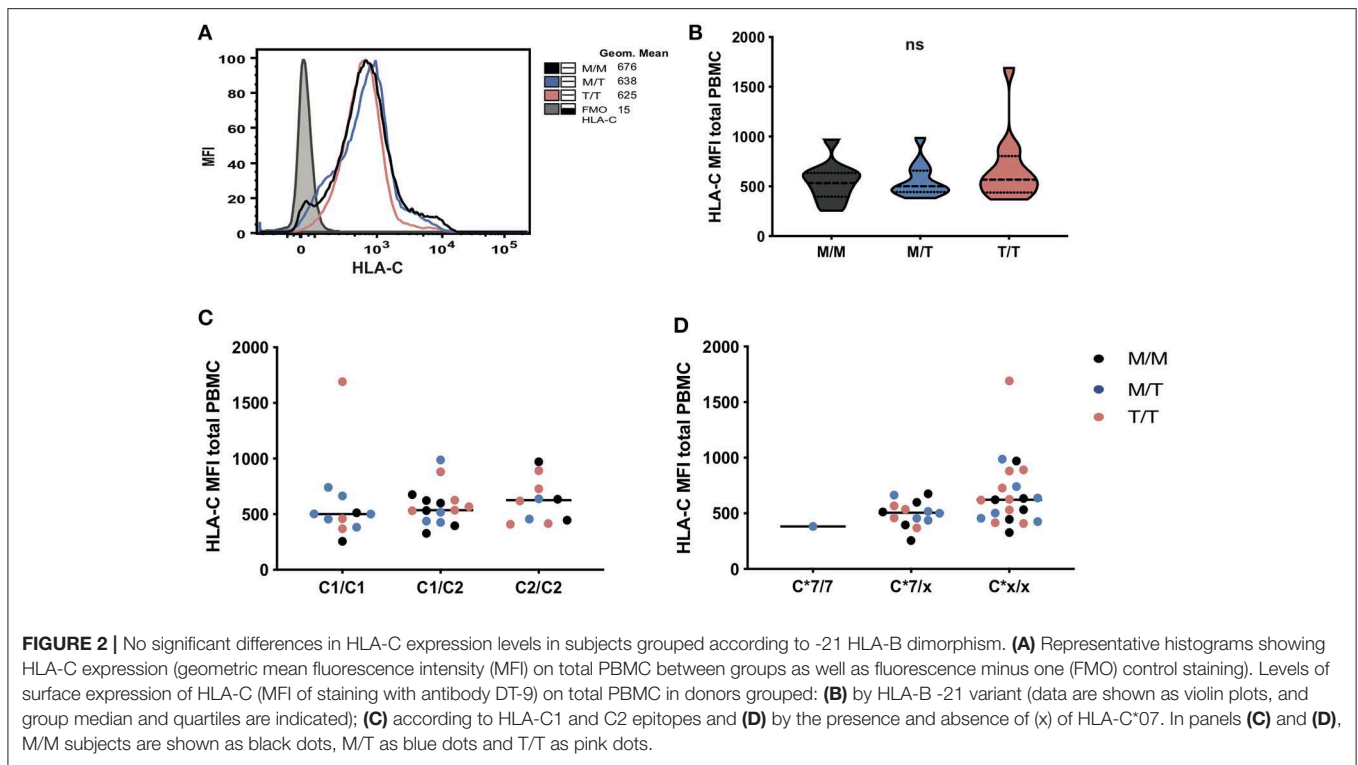 A
100
80
60
40
20
0
MFI
0 10³ 10⁴ 10⁵
HLA-C
Geom. Mean
M/M 676
M/T 638
T/T 625
FMO 15
HLA-C
B
ns
2000
1500
1000
500
0
HLA-C MFI total PBMC
M/M M/T T/T
C
2000
1500
1000
500
0
HLA-C MFI total PBMC
C1/C1 C1/C2 C2/C2
D
2000
1500
1000
500
0
HLA-C MFI total PBMC
C*7/7 C*7/x C*x/x
M/M
M/T
T/T
FIGURE 2 | No significant differences in HLA-C expression levels in subjects grouped according to -21 HLA-B dimorphism. (A) Representative histograms showing
HLA-C expression (geometric mean fluorescence intensity (MFI) on total PBMC between groups as well as fluorescence minus one (FMO) control staining). Levels of
surface expression of HLA-C (MFI of staining with antibody DT-9) on total PBMC in donors grouped: (B) by HLA-B -21 variant (data are shown as violin plots, and
group median and quartiles are indicated); (C) according to HLA-C1 and C2 epitopes and (D) by the presence and absence of (x) of HLA-C*07. In panels (C) and (D),
M/M subjects are shown as black dots, M/T as blue dots and T/T as pink dots.